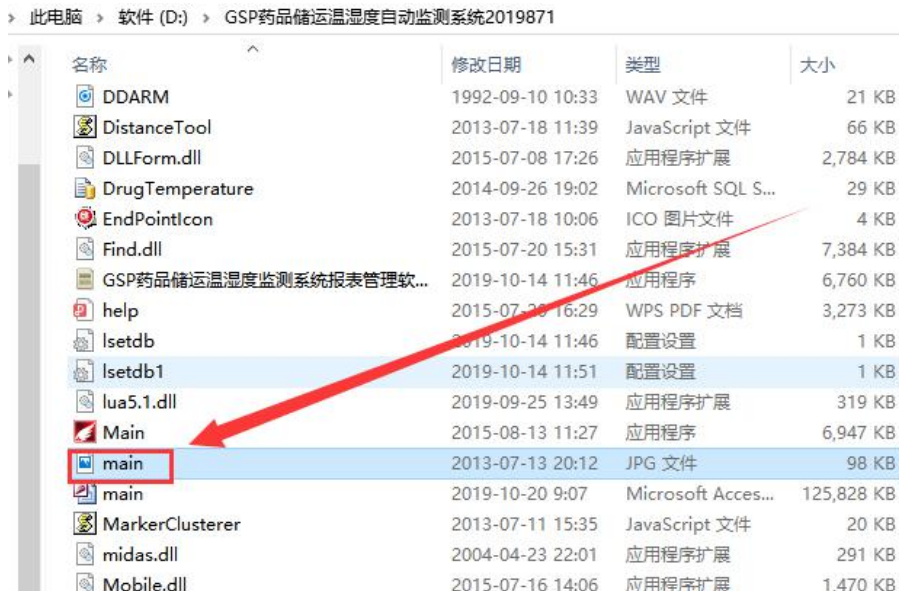 此电脑 > 软件 (D:) > GSP药品储运温湿度自动监测系统2019871
名称 修改日期 类型 大小
DDARM 1992-09-10 10:33 WAV 文件 21 KB
DistanceTool 2013-07-18 11:39 JavaScript 文件 66 KB
DLLForm.dll 2015-07-08 17:26 应用程序扩展 2,784 KB
DrugTemperature 2014-09-26 19:02 Microsoft SQL S... 29 KB
EndPointIcon 2013-07-18 10:06 ICO 图片文件 4 KB
Find.dll 2015-07-20 15:31 应用程序扩展 7,384 KB
GSP药品储运温湿度监测系统报表管理软... 2019-10-14 11:46 应用程序 6,760 KB
help 2015-07-20 16:29 WPS PDF 文档 3,273 KB
lsetdb 2019-10-14 11:46 配置设置 1 KB
lsetdb1 2019-10-14 11:51 配置设置 1 KB
lua5.1.dll 2019-09-25 13:49 应用程序扩展 319 KB
Main 2015-08-13 11:27 应用程序 6,947 KB
main 2013-07-13 20:12 JPG 文件 98 KB
main 2019-10-20 9:07 Microsoft Acces... 125,828 KB
MarkerClusterer 2013-07-11 15:35 JavaScript 文件 20 KB
midas.dll 2004-04-23 22:01 应用程序扩展 291 KB
Mobile.dll 2015-07-16 14:06 应用程序扩展 1,470 KB